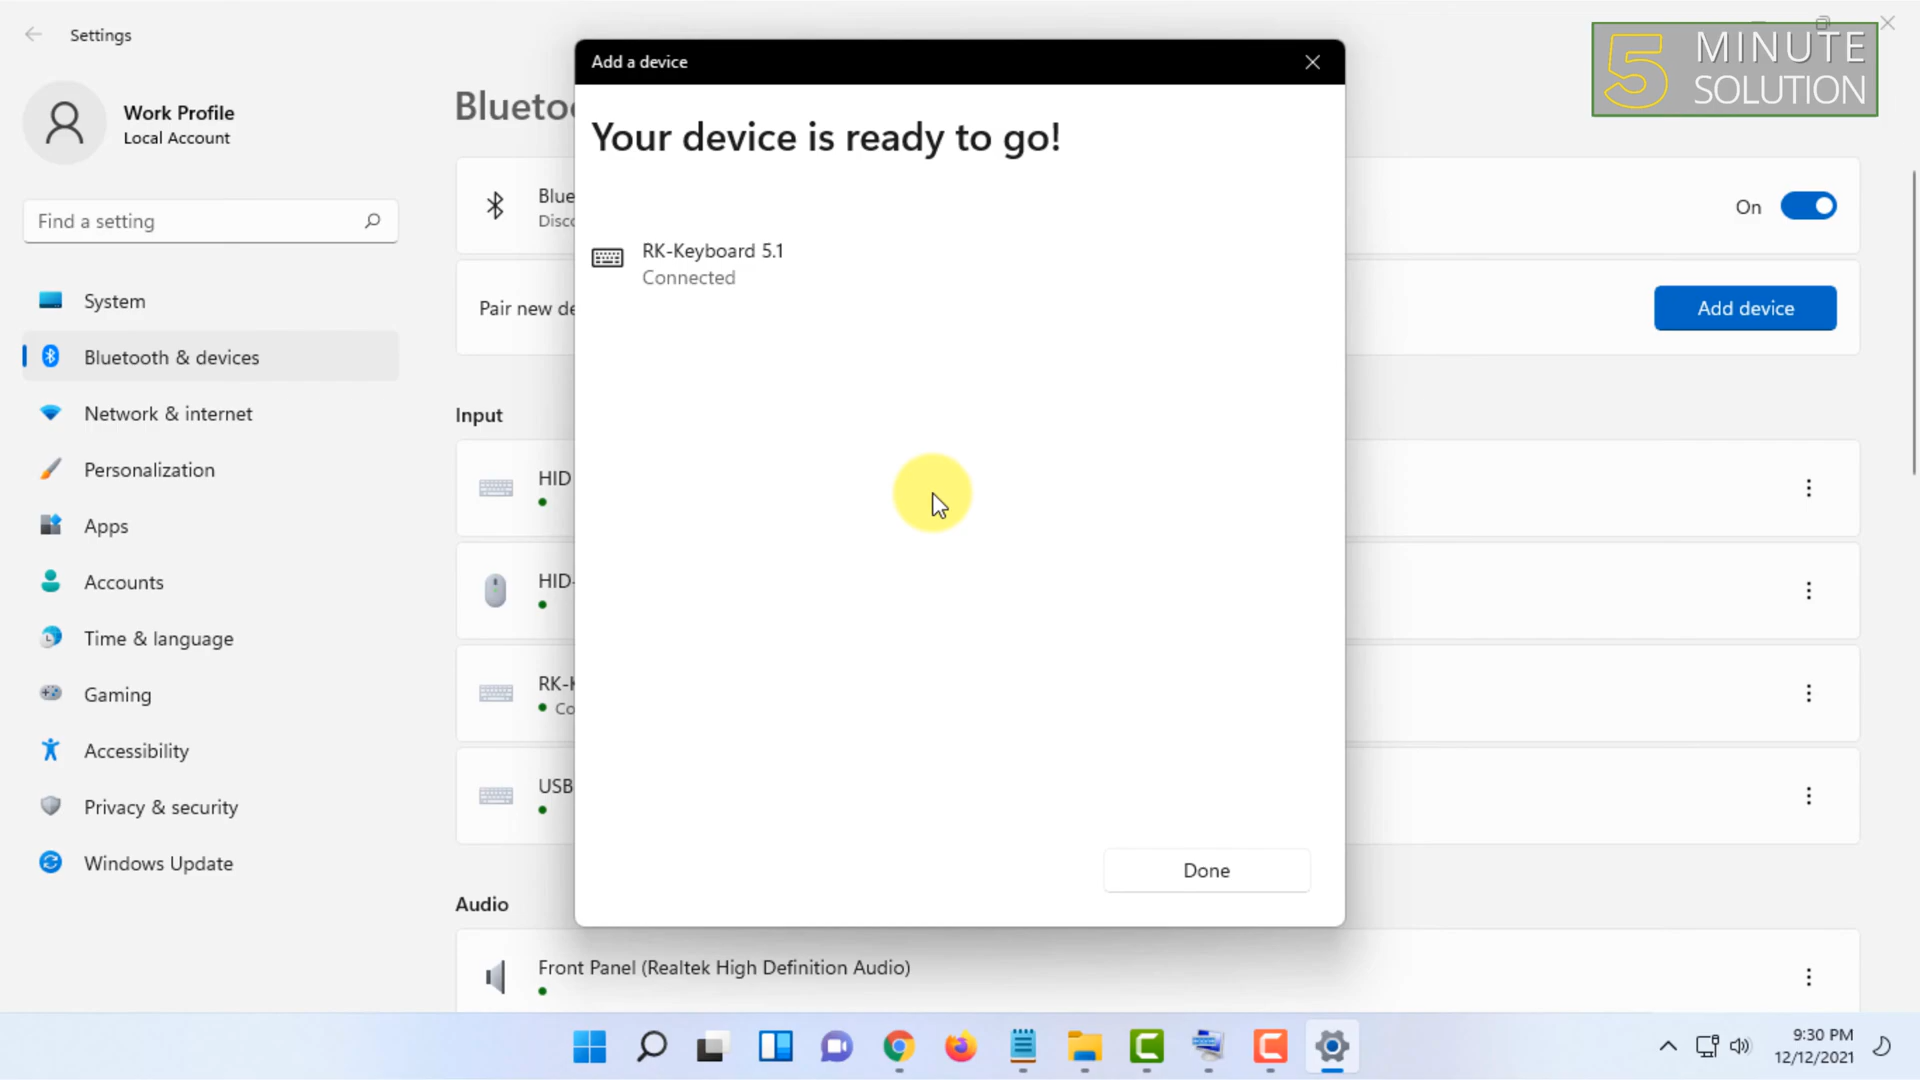 Settings
Work Profile
Local Account
Find a setting
System
Bluetooth & devices
Network & internet
Personalization
Apps
Accounts
Time & language
Gaming
Accessibility
Privacy & security
Windows Update
Add a device
Your device is ready to go!
RK-Keyboard 5.1
Connected
Done
5 MINUTE
SOLUTION
On
Pair new de
Add device
Input
HID
HID-
RK-K
Co
USB
Audio
Front Panel (Realtek High Definition Audio)
Blue
Disco
Blueto
9:30 PM
12/12/2021